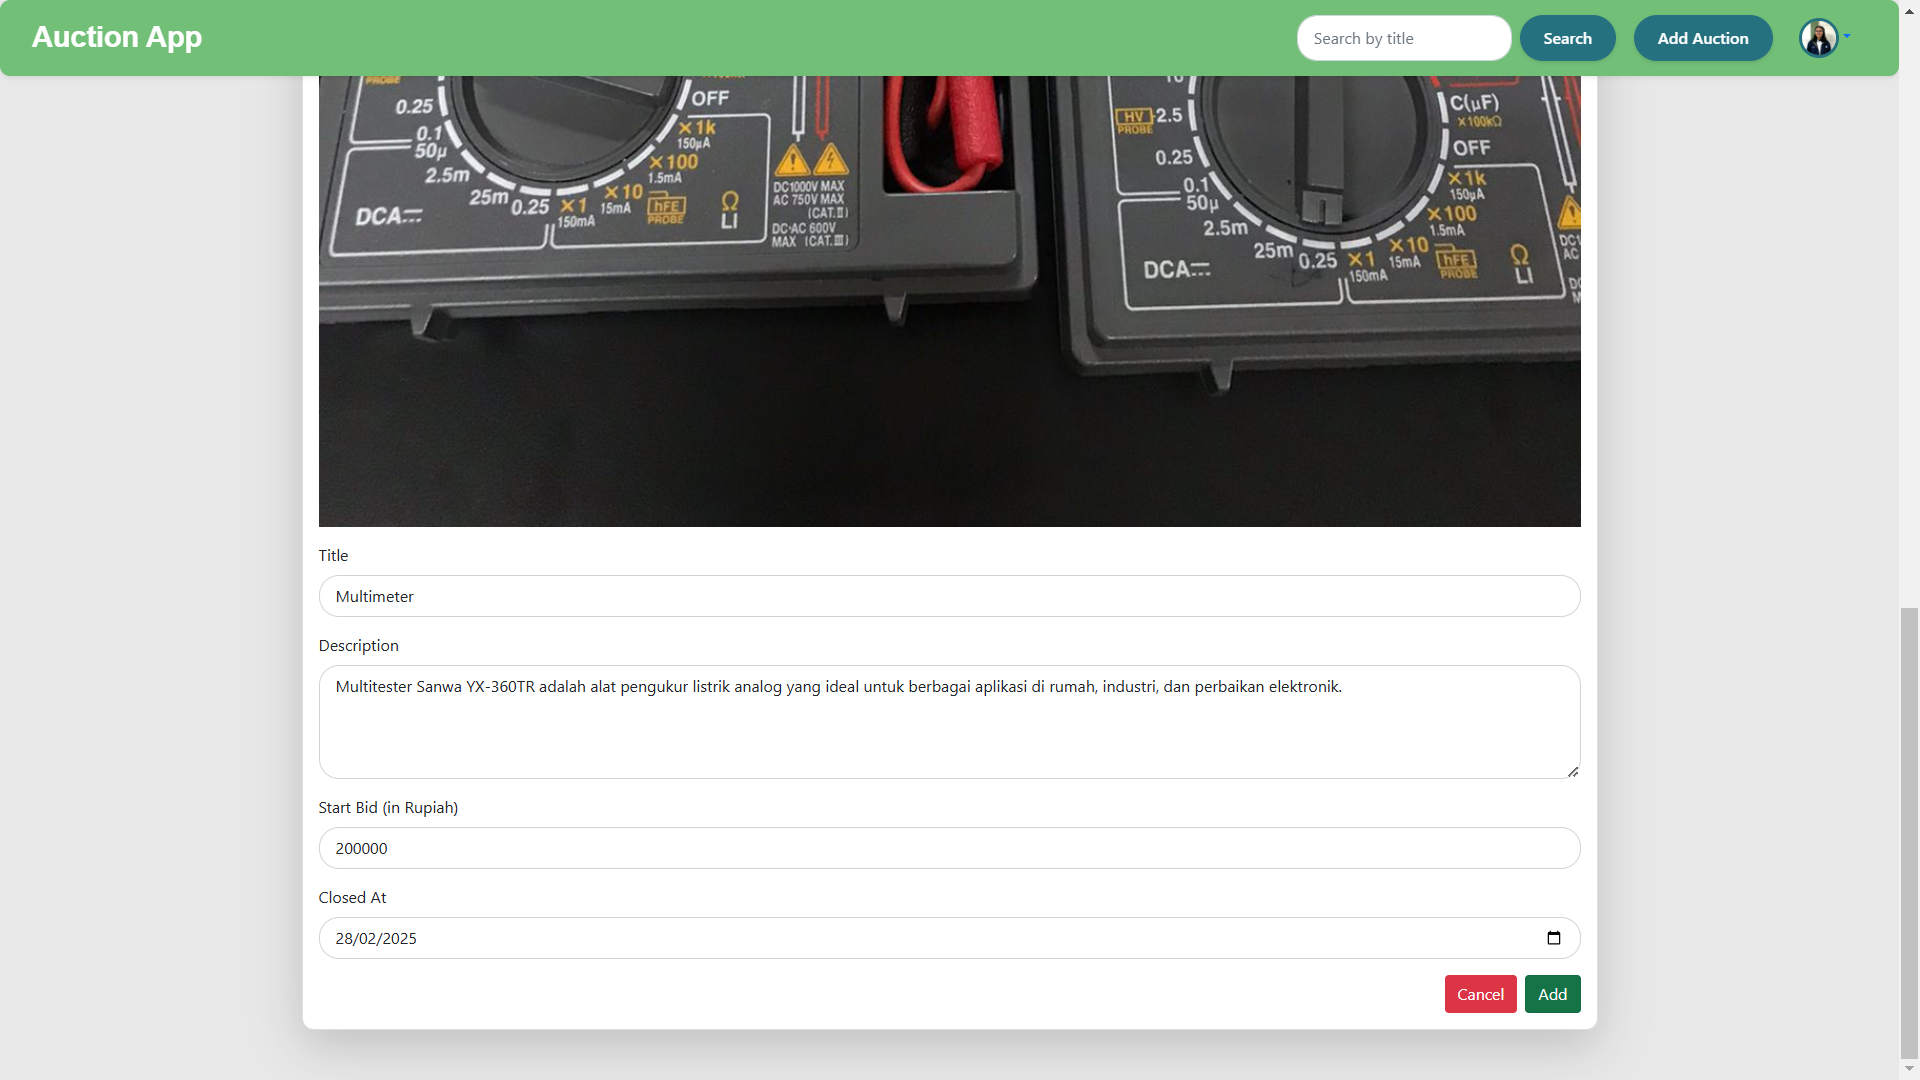 Auction App
Search by title
Search
Add Auction
OFF
0.25
0.1
50µ
2.5m
25m
0.25
DCA
×1k
150µA
×100
1.5mA
×10
15mA
×1
150mA
hFE
PROBE
Ω
LI
DC1000V MAX
AC 750V MAX
(CAT.II)
DC·AC 600V
MAX (CAT.III)
10
HV
PROBE
2.5
0.25
0.1
50µ
2.5m
25m
0.25
DCA
C(µF)
×100kΩ
OFF
×1k
150µA
×100
1.5mA
×10
15mA
×1
150mA
hFE
PROBE
Ω
LI
Title
Multimeter
Description
Multitester Sanwa YX-360TR adalah alat pengukur listrik analog yang ideal untuk berbagai aplikasi di rumah, industri, dan perbaikan elektronik.
Start Bid (in Rupiah)
200000
Closed At
28/02/2025
Cancel
Add